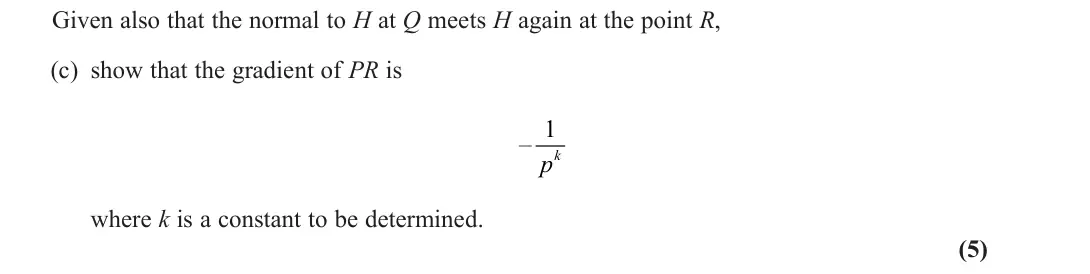 Given also that the normal to H at Q meets H again at the point R,
(c) show that the gradient of PR is
-\frac{1}{p^k}
where k is a constant to be determined.
(5)